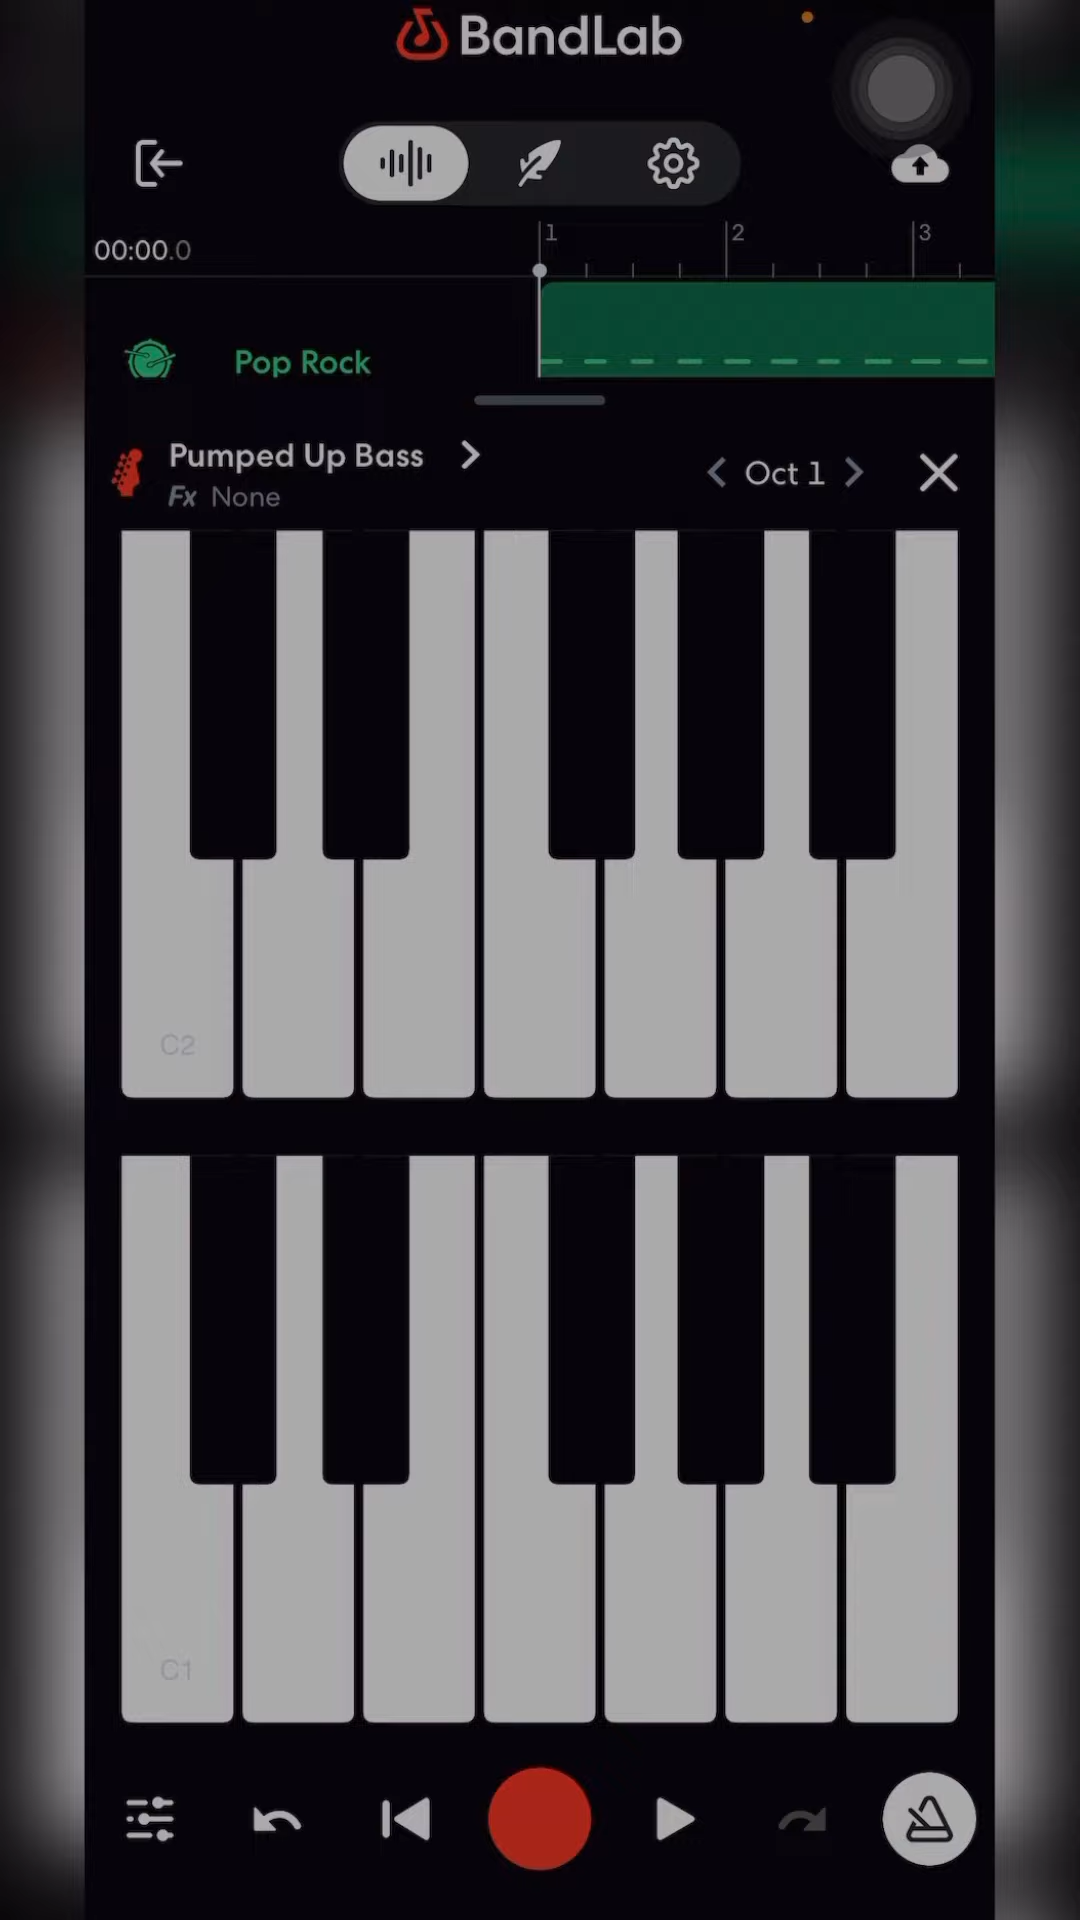 BandLab
00:00.0
1
2
3
Pop Rock
Pumped Up Bass
Fx None
Oct 1
C2
C1